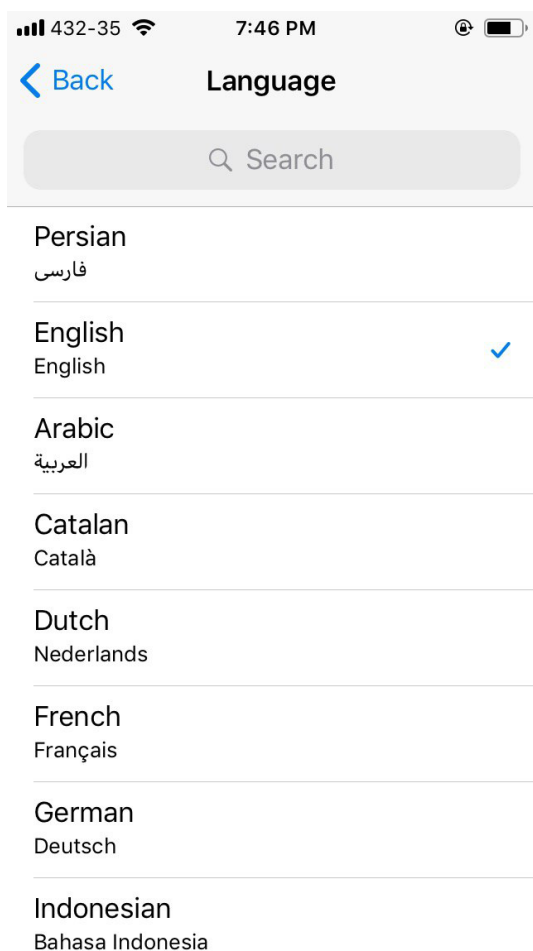 432-35 7:46 PM
Back Language
Search
Persian
فارسی
English
English
Arabic
العربية
Catalan
Català
Dutch
Nederlands
French
Français
German
Deutsch
Indonesian
Bahasa Indonesia